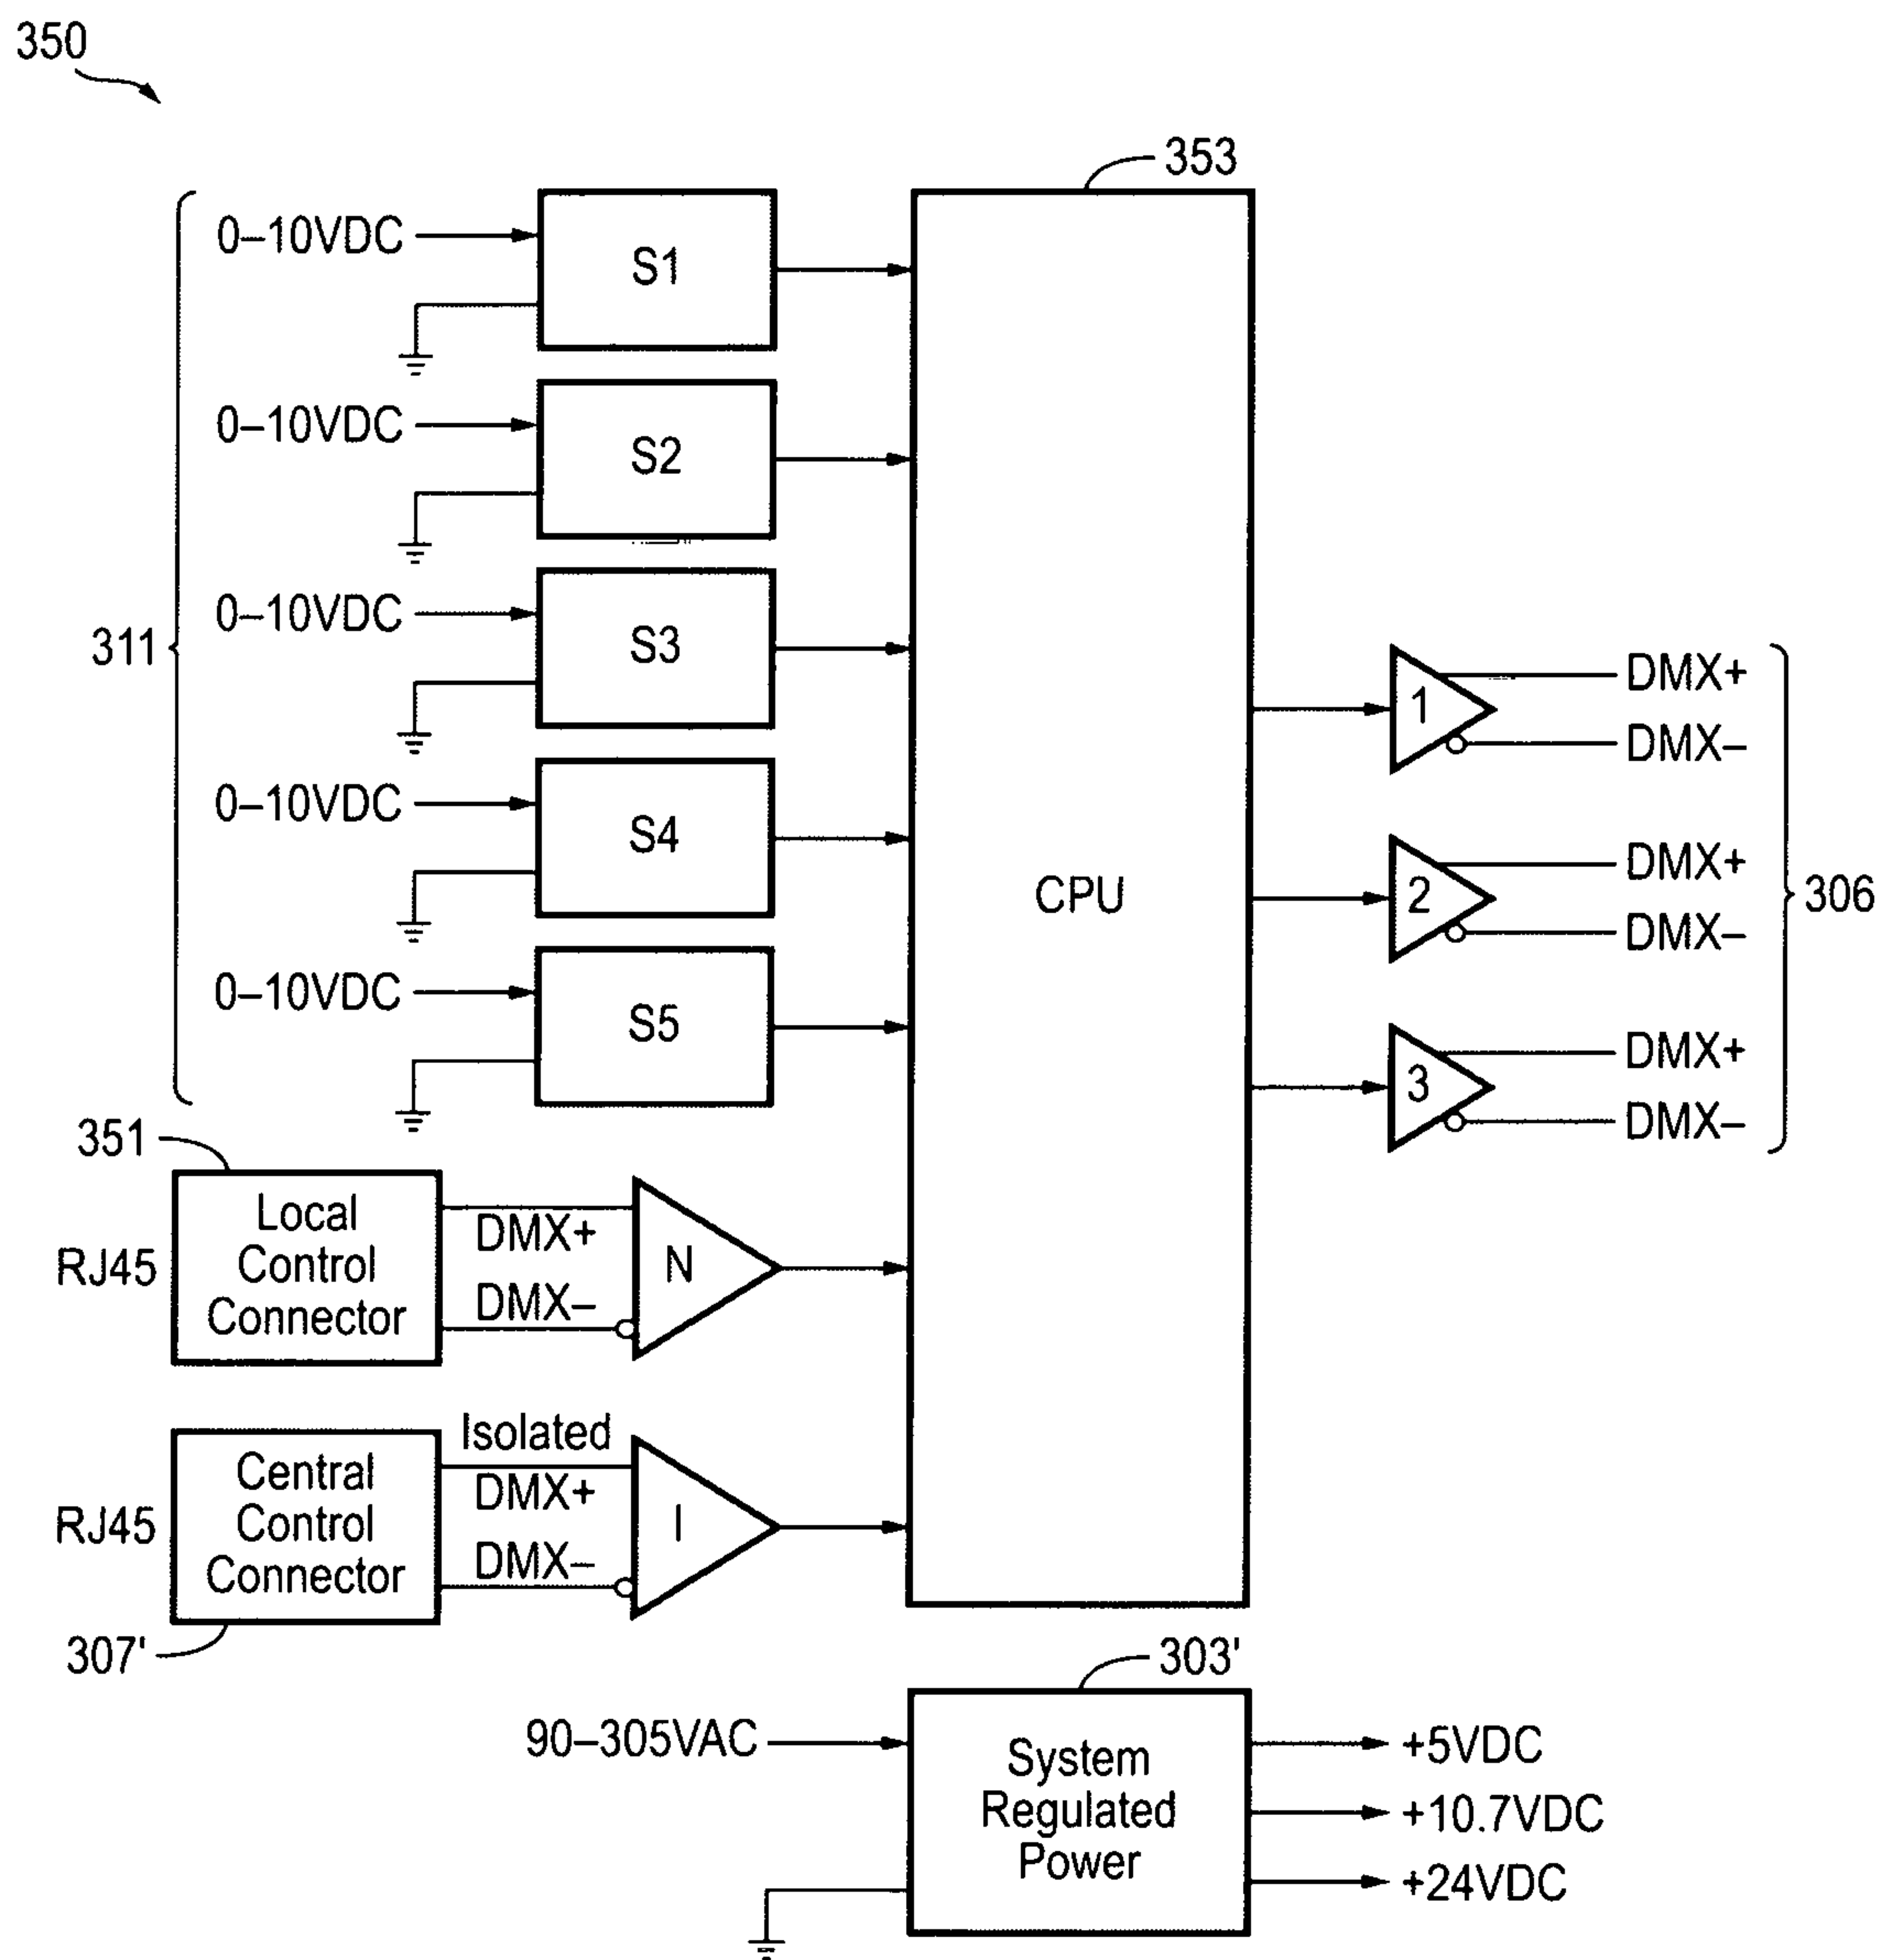 350
353
0–10VDC
S1
0–10VDC
S2
0–10VDC
S3
311
0–10VDC
S4
0–10VDC
S5
CPU
1
DMX+
DMX–
2
DMX+
DMX–
306
3
DMX+
DMX–
351
RJ45
Local
Control
Connector
DMX+
DMX–
N
RJ45
Central
Control
Connector
Isolated
DMX+
DMX–
I
307'
303'
90–305VAC
System
Regulated
Power
+5VDC
+10.7VDC
+24VDC